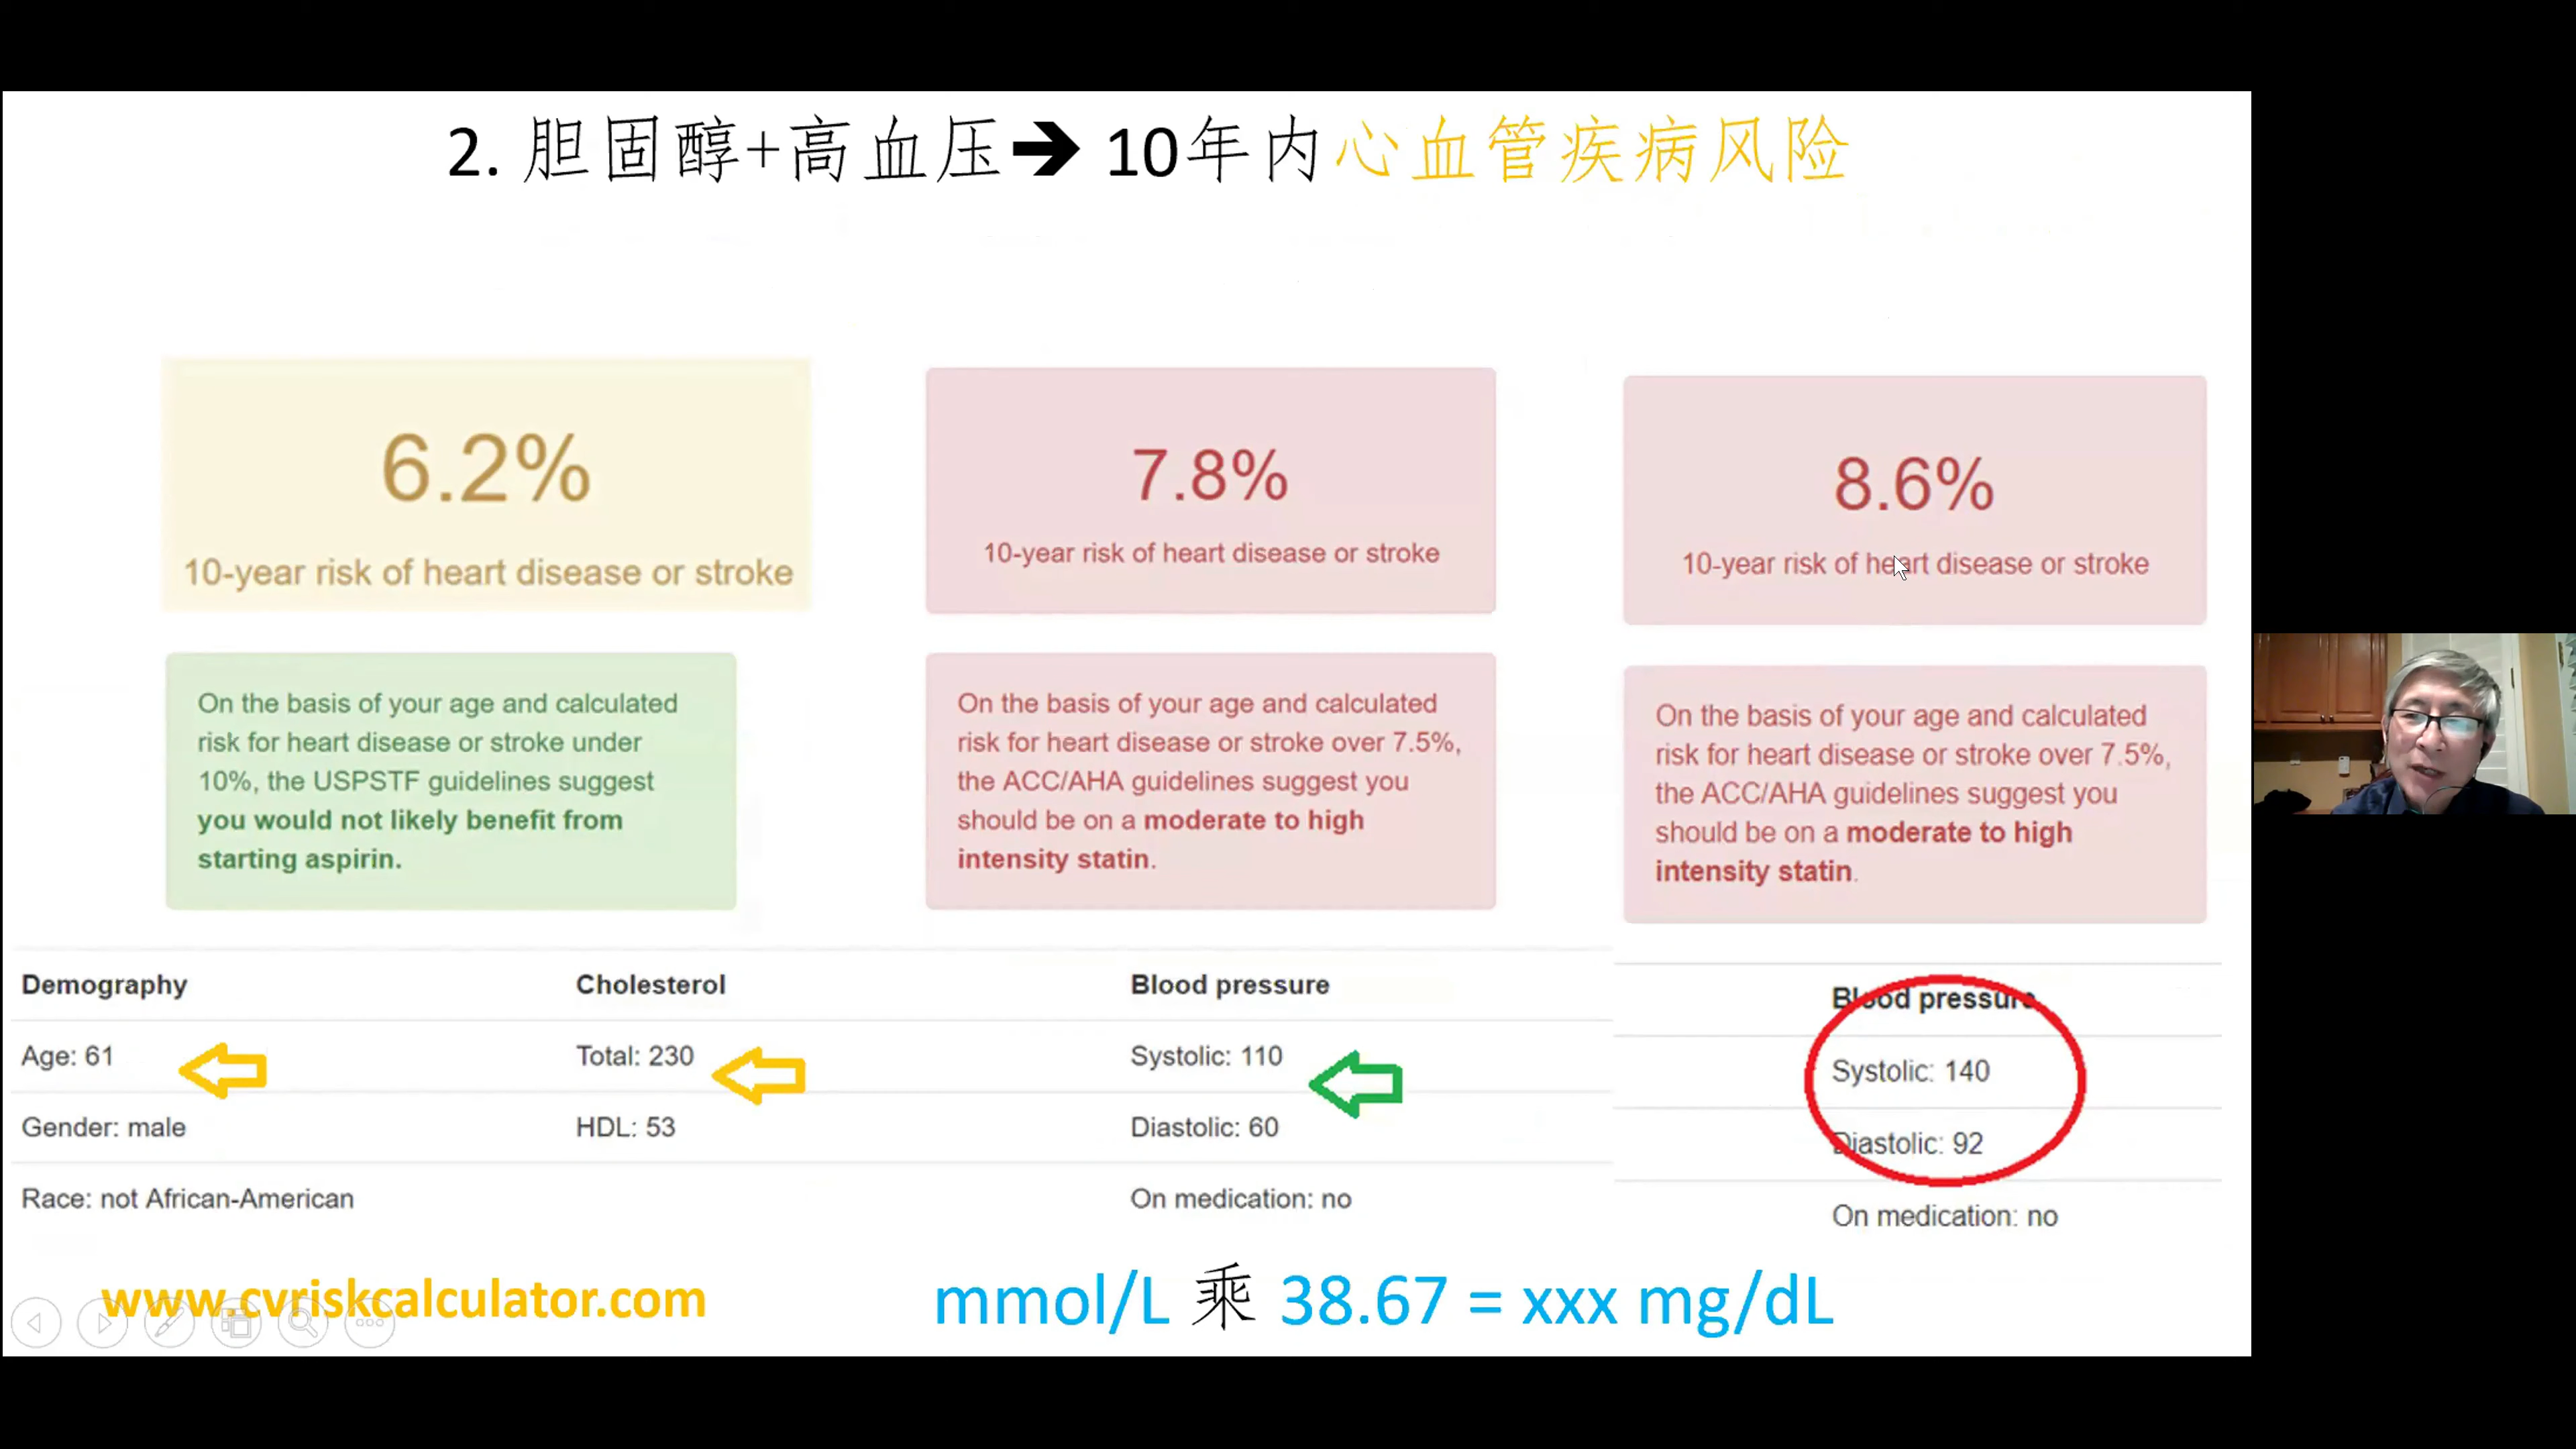 2. 胆固醇+高血压➔ 10年内心血管疾病风险
6.2%
10-year risk of heart disease or stroke
7.8%
10-year risk of heart disease or stroke
8.6%
10-year risk of heart disease or stroke
On the basis of your age and calculated
risk for heart disease or stroke under
10%, the USPSTF guidelines suggest
you would not likely benefit from
starting aspirin.
On the basis of your age and calculated
risk for heart disease or stroke over 7.5%,
the ACC/AHA guidelines suggest you
should be on a moderate to high
intensity statin.
On the basis of your age and calculated
risk for heart disease or stroke over 7.5%,
the ACC/AHA guidelines suggest you
should be on a moderate to high
intensity statin.
Demography
Age: 61
Gender: male
Race: not African-American
Cholesterol
Total: 230
HDL: 53
Blood pressure
Systolic: 110
Diastolic: 60
On medication: no
Blood pressure
Systolic: 140
Diastolic: 92
On medication: no
www.cvriskcalculator.com
mmol/L 乘 38.67 = xxx mg/dL